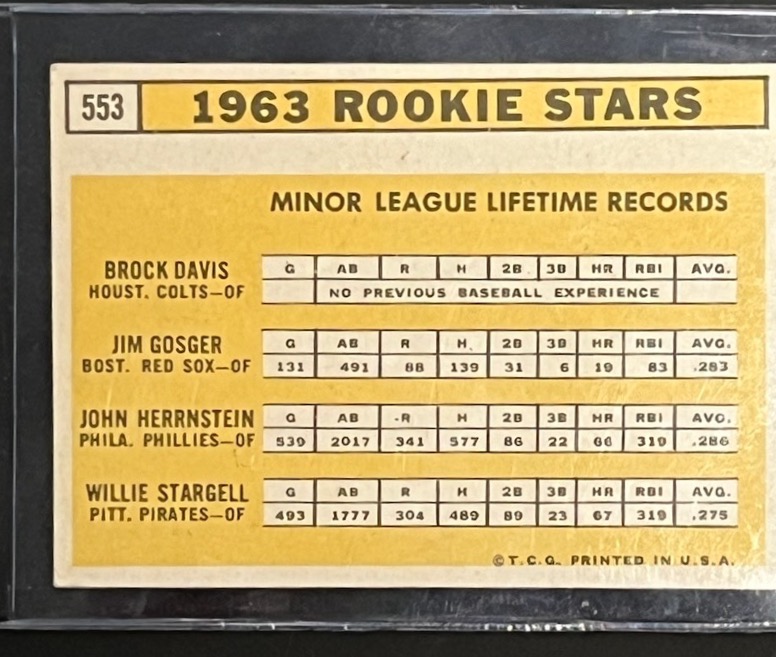 553 1963 ROOKIE STARS
MINOR LEAGUE LIFETIME RECORDS
BROCK DAVIS G AB R H 2B 3B HR RBI AVG.
HOUST. COLTS—OF NO PREVIOUS BASEBALL EXPERIENCE
JIM GOSGER G AB R H 2B 3B HR RBI AVG.
BOST. RED SOX—OF 131 491 88 139 31 6 19 83 .283
JOHN HERRNSTEIN G AB R H 2B 3B HR RBI AVG.
PHILA. PHILLIES—OF 539 2017 341 577 86 22 66 319 .286
WILLIE STARGELL G AB R H 2B 3B HR RBI AVG.
PITT. PIRATES—OF 493 1777 304 489 89 23 67 319 .275
©T.C.G. PRINTED IN U.S.A.